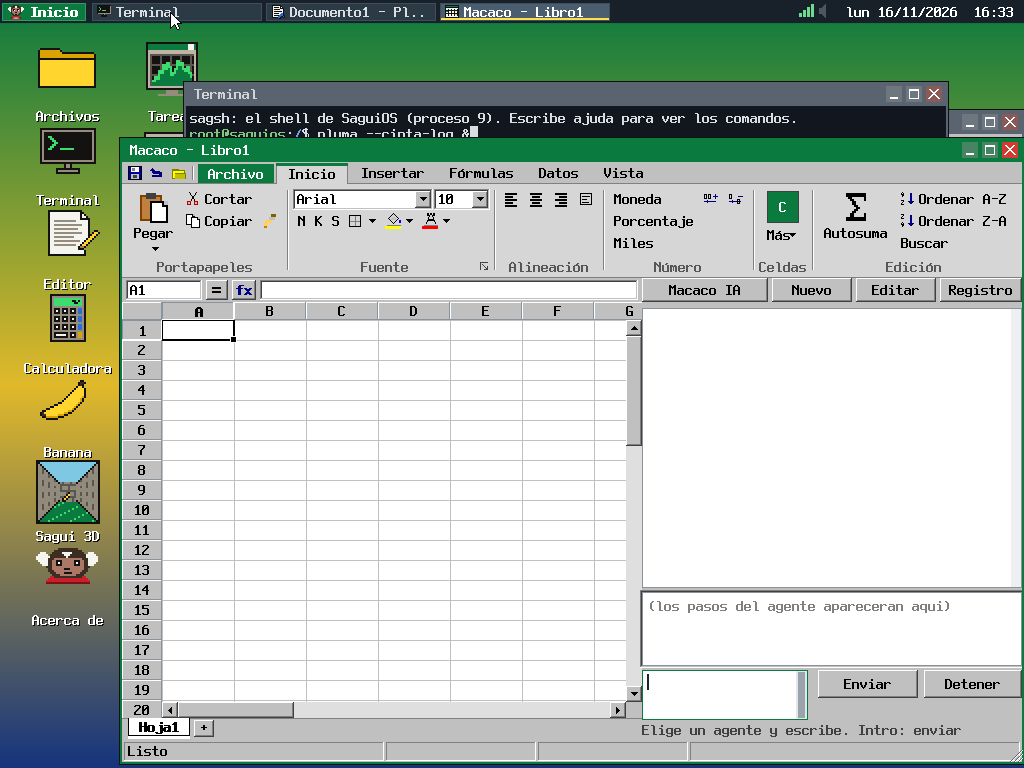 Inicio Terminal Documento1 - Pl.. Macaco - Libro1 lun 16/11/2026 16:33
Archivos
Terminal
Editor
Calculadora
Banana
Sagui 3D
Acerca de
Terminal
sagsh: el shell de SaguiOS (proceso 9). Escribe ayuda para ver los comandos.
root@saguios:/$ pluma --cinta-log &
Macaco - Libro1
Archivo Inicio Insertar Fórmulas Datos Vista
Pegar
Cortar
Copiar
Portapapeles
Arial 10
N K S
Fuente
Alineación
Moneda
Porcentaje
Miles
Número
C
Más
Celdas
Autosuma
Ordenar A-Z
Ordenar Z-A
Buscar
Edición
A1 = fx
Macaco IA Nuevo Editar Registro
A B C D E F G
1
2
3
4
5
6
7
8
9
10
11
12
13
14
15
16
17
18
19
20
(los pasos del agente apareceran aqui)
Enviar Detener
Elige un agente y escribe. Intro: enviar
Hoja1 +
Listo